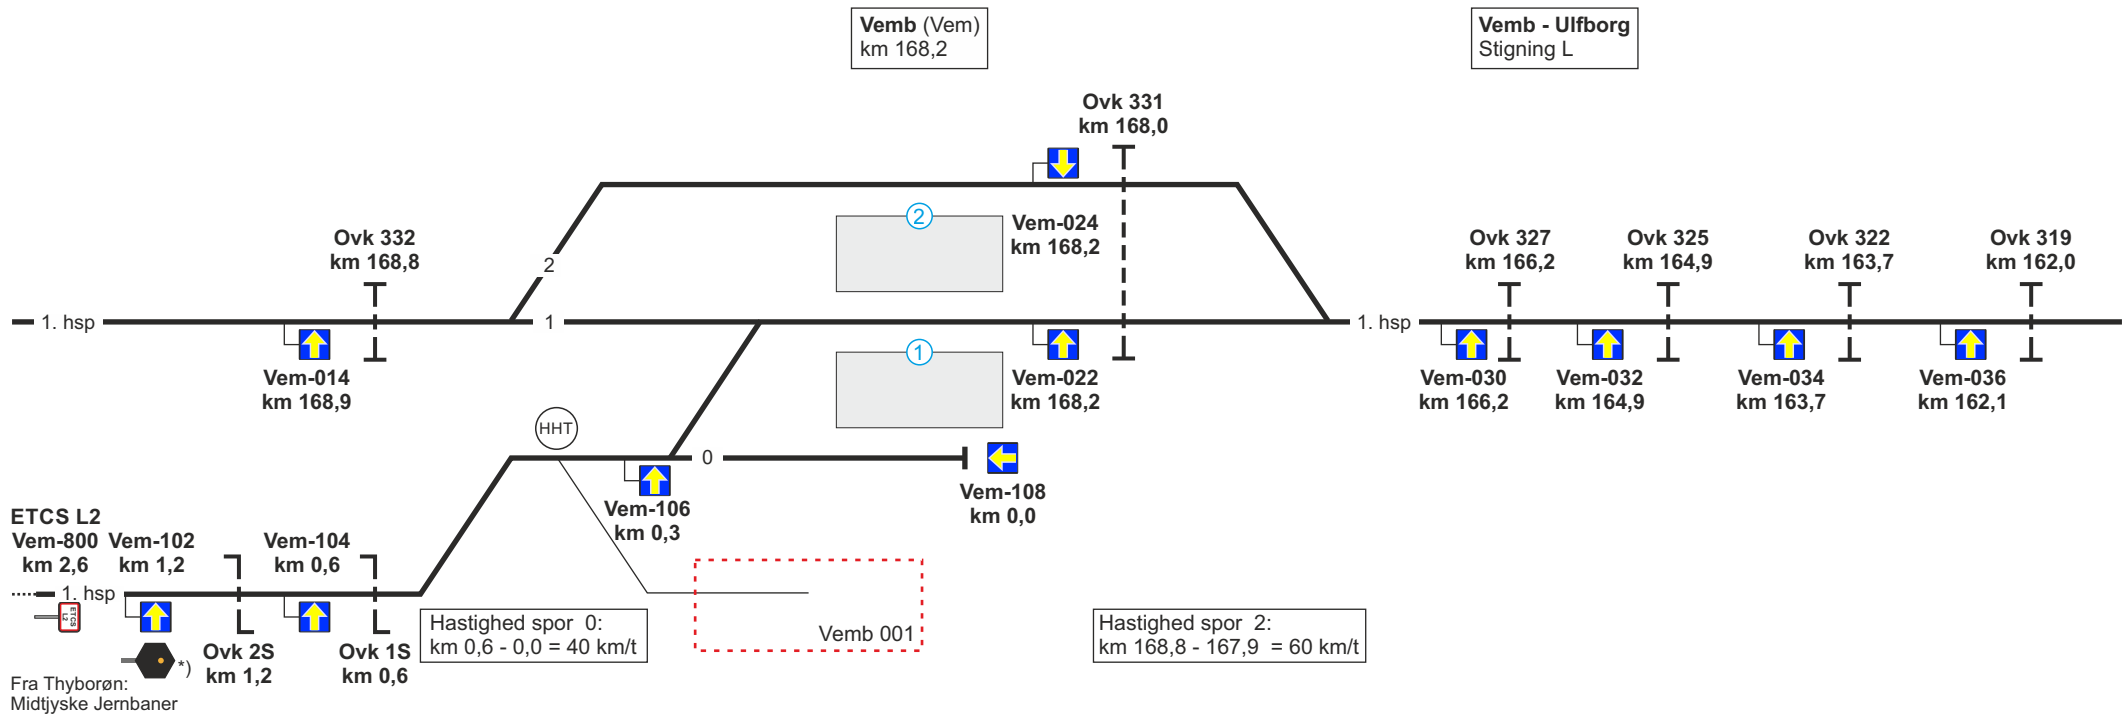 Vemb (Vem)
km 168,2
Vemb - Ulfborg
Stigning L
Ovk 331
km 168,0
2
Vem-024
km 168,2
Ovk 332
km 168,8
2
Ovk 327
km 166,2
Ovk 325
km 164,9
Ovk 322
km 163,7
Ovk 319
km 162,0
1. hsp
1
1. hsp
Vem-014
km 168,9
1
Vem-022
km 168,2
Vem-030
km 166,2
Vem-032
km 164,9
Vem-034
km 163,7
Vem-036
km 162,1
HHT
0
Vem-106
km 0,3
Vem-108
km 0,0
ETCS L2
Vem-800
km 2,6
Vem-102
km 1,2
Vem-104
km 0,6
1. hsp
ETCS
L2
*)
Ovk 2S
km 1,2
Ovk 1S
km 0,6
Hastighed spor 0:
km 0,6 - 0,0 = 40 km/t
Vemb 001
Hastighed spor 2:
km 168,8 - 167,9 = 60 km/t
Fra Thyborøn:
Midtjyske Jernbaner